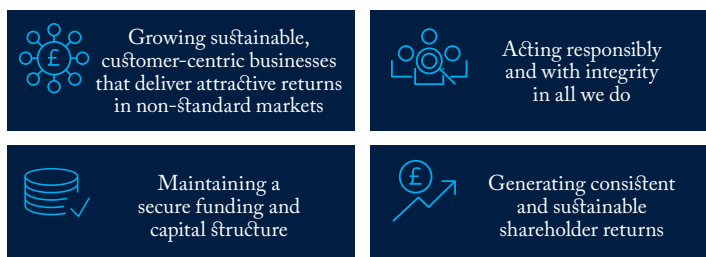 Growing sustainable,
customer-centric businesses
that deliver attractive returns
in non-standard markets
Acting responsibly
and with integrity
in all we do
Maintaining a
secure funding and
capital structure
£
Generating consistent
and sustainable
shareholder returns
£